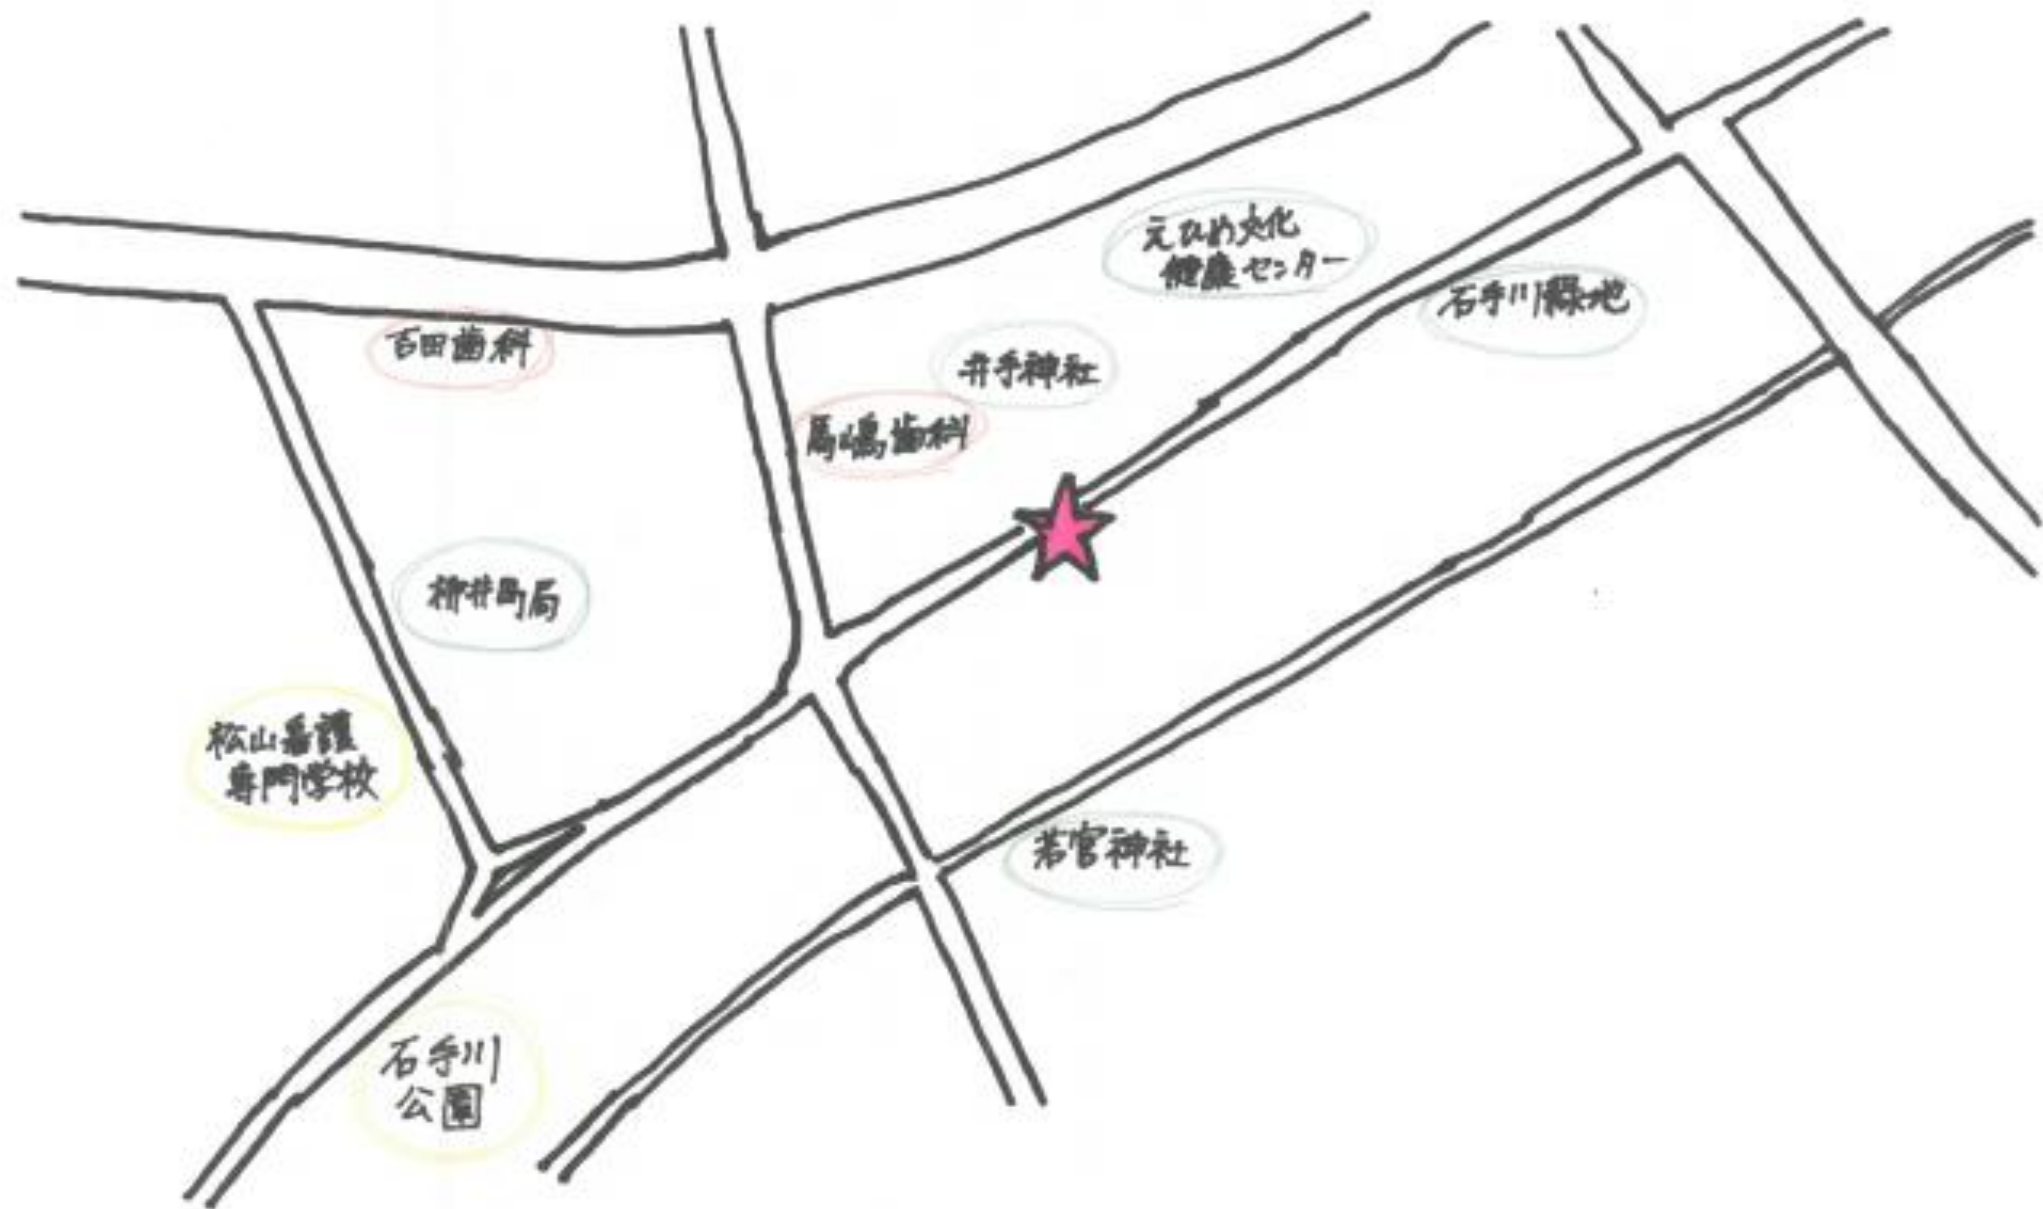 えひめ文化
健康センター
石手川緑地
吉田歯科
井手神社
馬嶋歯科
柳井町局
松山看護
専門学校
若宮神社
石手川
公園